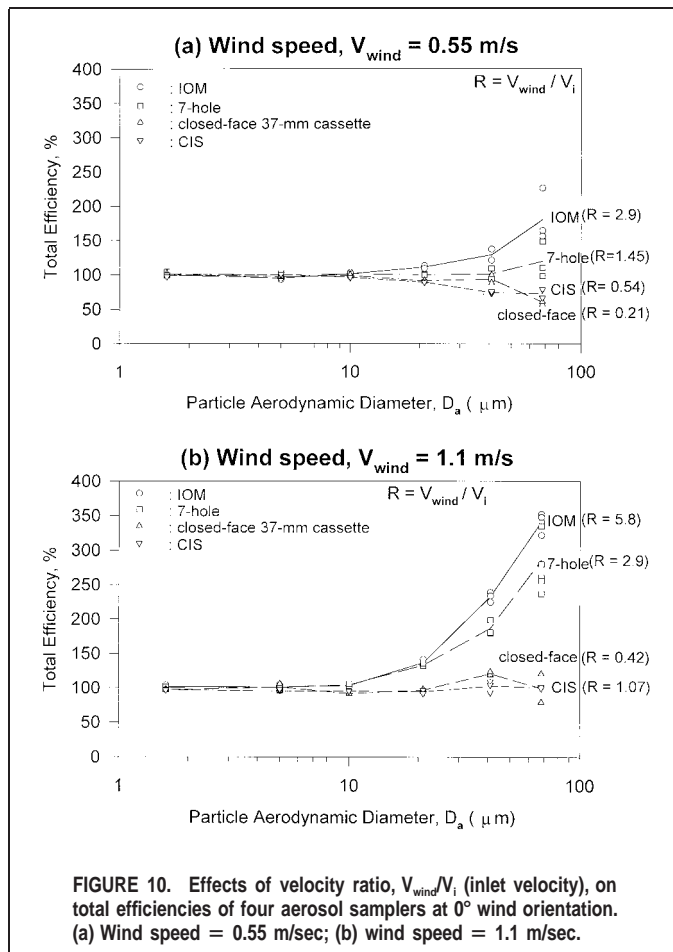 (a) Wind speed, V_wind = 0.55 m/s
400
350
300
250
200
150
100
50
0
Total Efficiency, %
○ : IOM
□ : 7-hole
△ : closed-face 37-mm cassette
▽ : CIS
R = V_wind / V_i
IOM (R = 2.9)
7-hole (R=1.45)
CIS (R= 0.54)
closed-face (R = 0.21)
1
10
100
Particle Aerodynamic Diameter, D_a ( μm)
(b) Wind speed, V_wind = 1.1 m/s
400
350
300
250
200
150
100
50
0
Total Efficiency, %
○ : IOM
□ : 7-hole
△ : closed-face 37-mm cassette
▽ : CIS
R = V_wind / V_i
IOM (R = 5.8)
7-hole (R = 2.9)
closed-face (R = 0.42)
CIS (R = 1.07)
1
10
100
Particle Aerodynamic Diameter, D_a ( μm)
FIGURE 10. Effects of velocity ratio, V_wind/V_i (inlet velocity), on
total efficiencies of four aerosol samplers at 0° wind orientation.
(a) Wind speed = 0.55 m/sec; (b) wind speed = 1.1 m/sec.